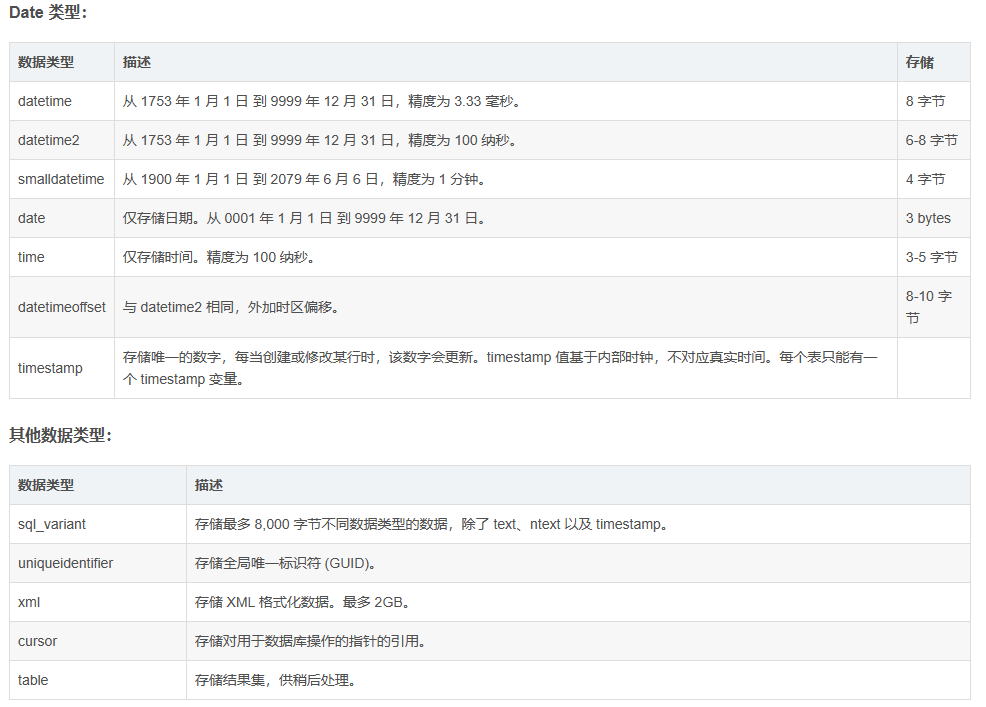 Date 类型：
数据类型 描述 存储
datetime 从 1753 年 1 月 1 日 到 9999 年 12 月 31 日，精度为 3.33 毫秒。 8 字节
datetime2 从 1753 年 1 月 1 日 到 9999 年 12 月 31 日，精度为 100 纳秒。 6-8 字节
smalldatetime 从 1900 年 1 月 1 日 到 2079 年 6 月 6 日，精度为 1 分钟。 4 字节
date 仅存储日期。从 0001 年 1 月 1 日 到 9999 年 12 月 31 日。 3 bytes
time 仅存储时间。精度为 100 纳秒。 3-5 字节
datetimeoffset 与 datetime2 相同，外加时区偏移。 8-10 字
节
timestamp 存储唯一的数字，每当创建或修改某行时，该数字会更新。timestamp 值基于内部时钟，不对应真实时间。每个表只能有一
个 timestamp 变量。
其他数据类型：
数据类型 描述
sql_variant 存储最多 8,000 字节不同数据类型的数据，除了 text、ntext 以及 timestamp。
uniqueidentifier 存储全局唯一标识符 (GUID)。
xml 存储 XML 格式化数据。最多 2GB。
cursor 存储对用于数据库操作的指针的引用。
table 存储结果集，供稍后处理。